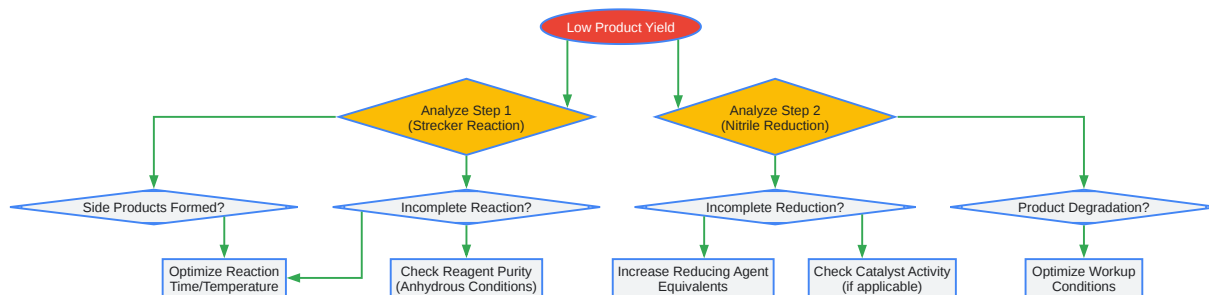 Low Product Yield
Analyze Step 1
(Strecker Reaction)
Analyze Step 2
(Nitrile Reduction)
Side Products Formed?
Incomplete Reaction?
Incomplete Reduction?
Product Degradation?
Optimize Reaction
Time/Temperature
Check Reagent Purity
(Anhydrous Conditions)
Increase Reducing Agent
Equivalents
Check Catalyst Activity
(if applicable)
Optimize Workup
Conditions